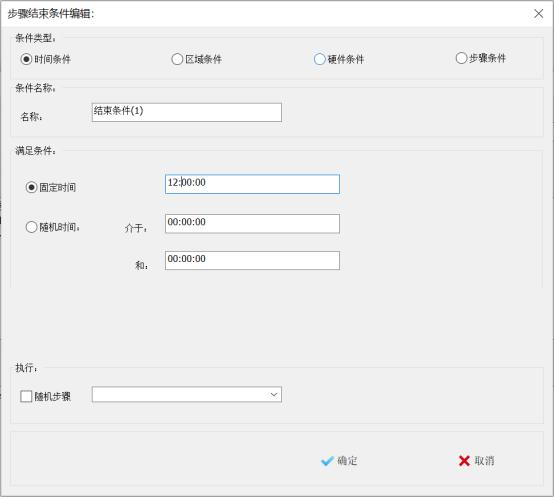 步骤结束条件编辑：
条件类型：
时间条件 区域条件 硬件条件 步骤条件
条件名称：
名称： 结束条件(1)
满足条件：
固定时间 12:00:00
随机时间： 介于： 00:00:00
和： 00:00:00
执行：
随机步骤
确定 取消